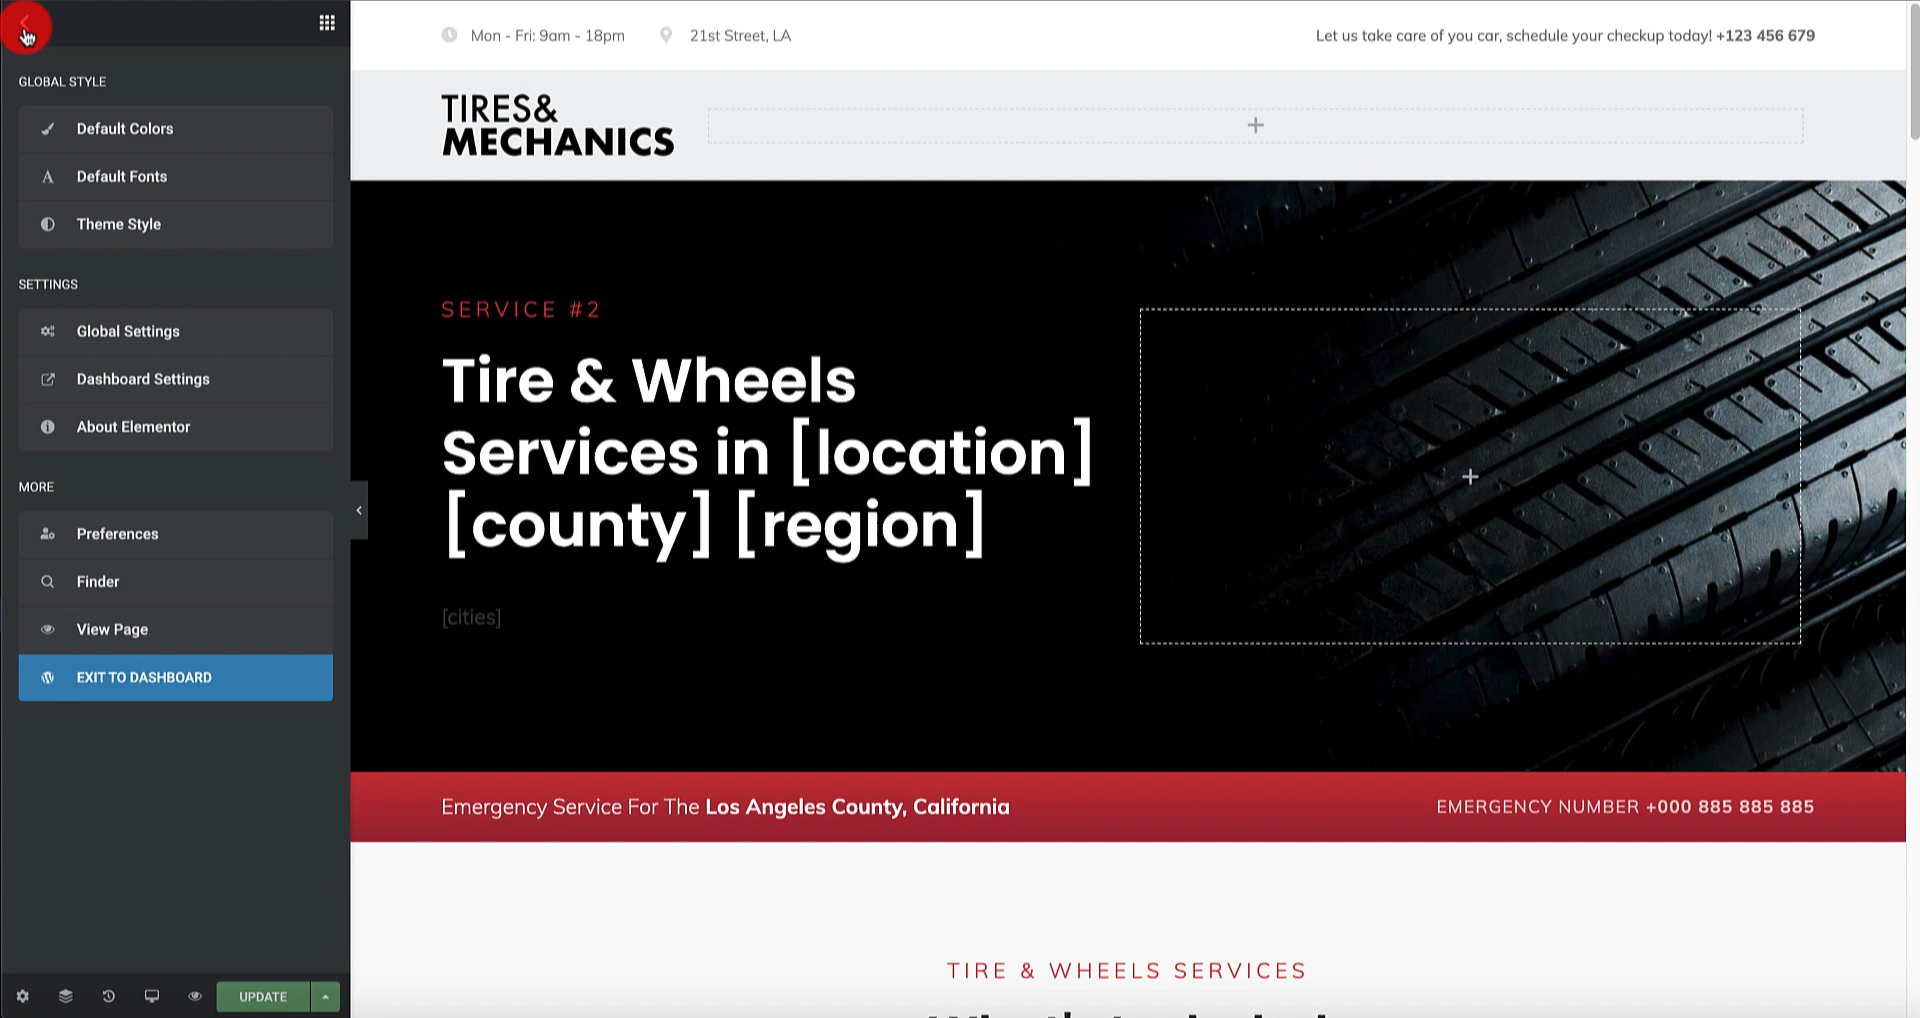 GLOBAL STYLE
Default Colors
Default Fonts
Theme Style
SETTINGS
Global Settings
Dashboard Settings
About Elementor
MORE
Preferences
Finder
View Page
EXIT TO DASHBOARD
UPDATE
Mon - Fri: 9am - 18pm
21st Street, LA
Let us take care of you car, schedule your checkup today! +123 456 679
TIRES&
MECHANICS
SERVICE #2
Tire & Wheels
Services in [location]
[county] [region]
[cities]
Emergency Service For The Los Angeles County, California
EMERGENCY NUMBER +000 885 885 885
TIRE & WHEELS SERVICES